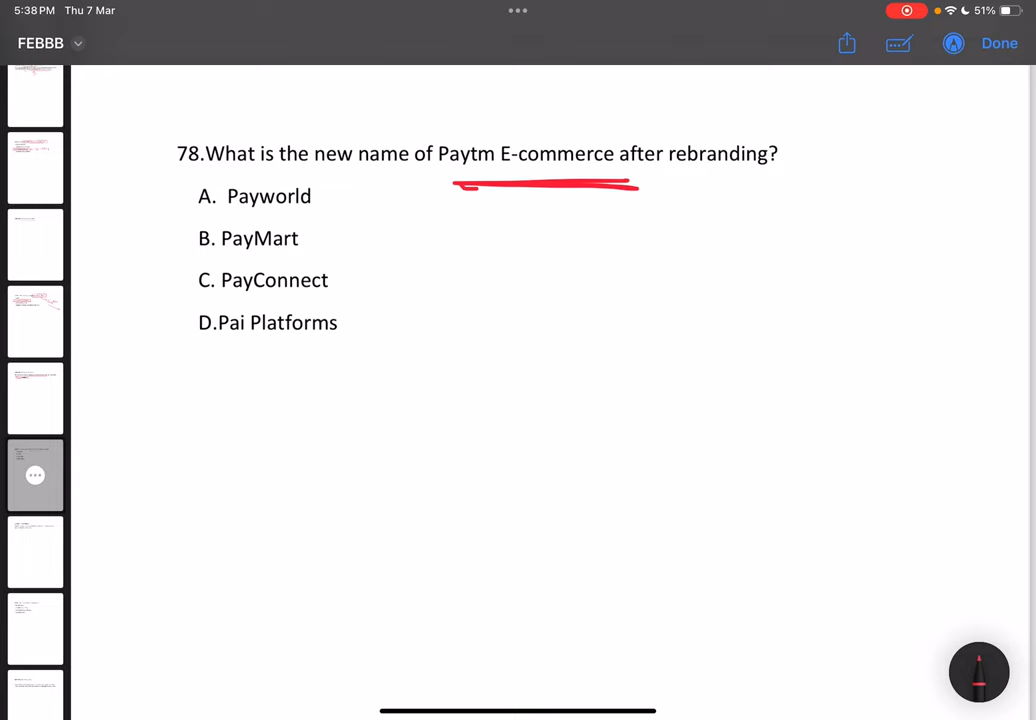 5:38 PM Thu 7 Mar
51%
FEBBB
Done
78.What is the new name of Paytm E-commerce after rebranding?
A. Payworld
B. PayMart
C. PayConnect
D.Pai Platforms